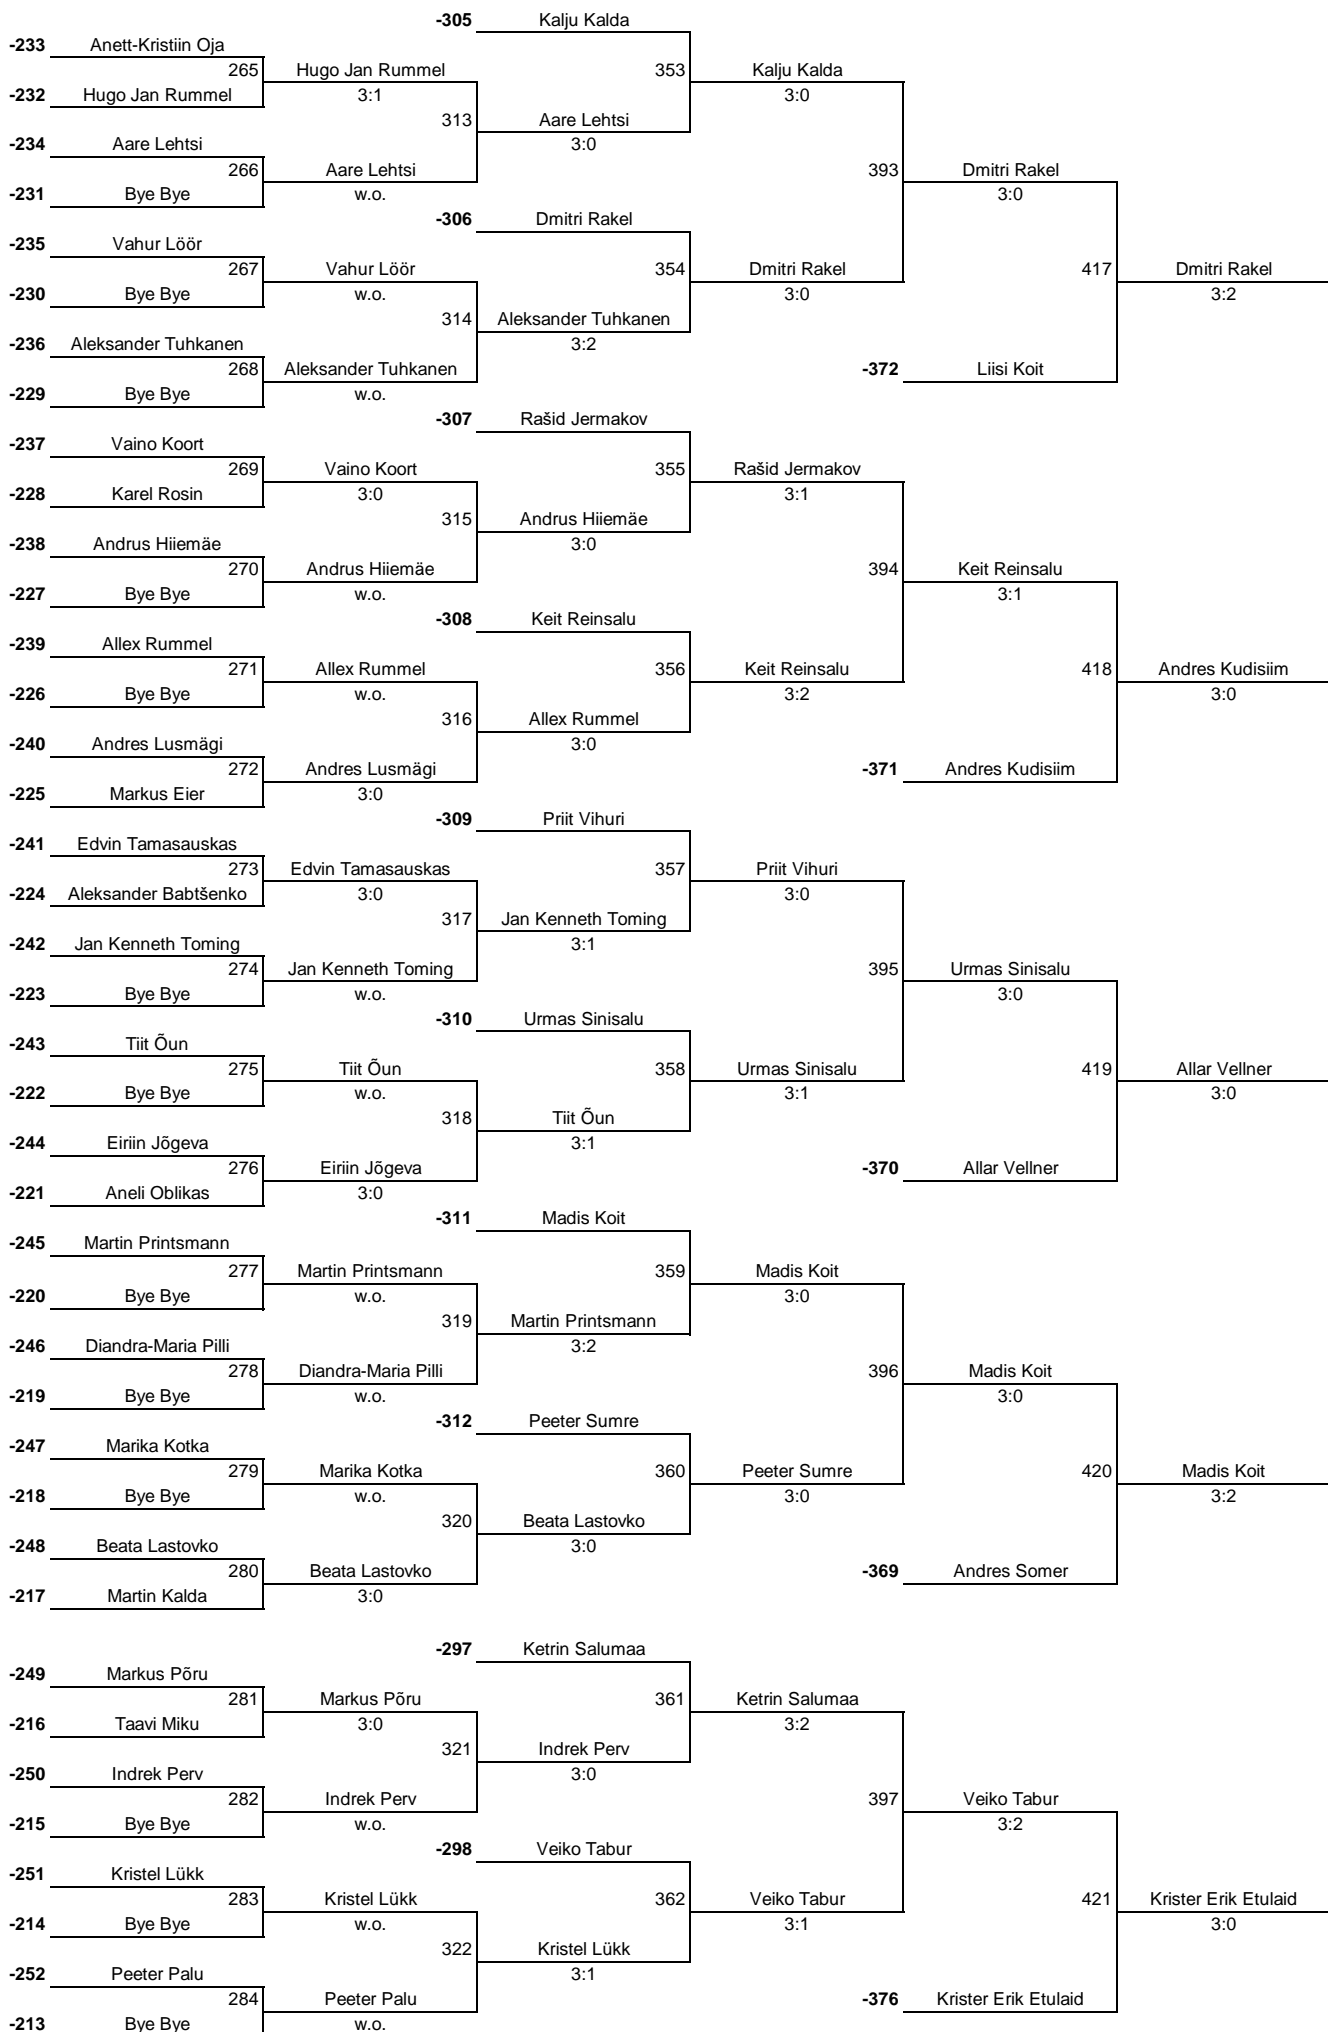 -305 Kalju Kalda
-233 Anett-Kristiin Oja
265 Hugo Jan Rummel 353 Kalju Kalda
-232 Hugo Jan Rummel 3:1 3:0
313 Aare Lehtsi
-234 Aare Lehtsi 3:0
266 Aare Lehtsi 393 Dmitri Rakel
-231 Bye Bye w.o. 3:0
-306 Dmitri Rakel
-235 Vahur Löör
267 Vahur Löör 354 Dmitri Rakel 417 Dmitri Rakel
-230 Bye Bye w.o. 3:0 3:2
314 Aleksander Tuhkanen
-236 Aleksander Tuhkanen 3:2
268 Aleksander Tuhkanen -372 Liisi Koit
-229 Bye Bye w.o.
-307 Rašid Jermakov
-237 Vaino Koort
269 Vaino Koort 355 Rašid Jermakov
-228 Karel Rosin 3:0 3:1
315 Andrus Hiiemäe
-238 Andrus Hiiemäe 3:0
270 Andrus Hiiemäe 394 Keit Reinsalu
-227 Bye Bye w.o. 3:1
-308 Keit Reinsalu
-239 Allex Rummel
271 Allex Rummel 356 Keit Reinsalu 418 Andres Kudisiim
-226 Bye Bye w.o. 3:2 3:0
316 Allex Rummel
-240 Andres Lusmägi 3:0
272 Andres Lusmägi -371 Andres Kudisiim
-225 Markus Eier 3:0
-309 Priit Vihuri
-241 Edvin Tamasauskas
273 Edvin Tamasauskas 357 Priit Vihuri
-224 Aleksander Babtšenko 3:0 3:0
317 Jan Kenneth Toming
-242 Jan Kenneth Toming 3:1
274 Jan Kenneth Toming 395 Urmas Sinisalu
-223 Bye Bye w.o. 3:0
-310 Urmas Sinisalu
-243 Tiit Õun
275 Tiit Õun 358 Urmas Sinisalu 419 Allar Vellner
-222 Bye Bye w.o. 3:1 3:0
318 Tiit Õun
-244 Eiriin Jõgeva 3:1
276 Eiriin Jõgeva -370 Allar Vellner
-221 Aneli Oblikas 3:0
-311 Madis Koit
-245 Martin Printsmann
277 Martin Printsmann 359 Madis Koit
-220 Bye Bye w.o. 3:0
319 Martin Printsmann
-246 Diandra-Maria Pilli 3:2
278 Diandra-Maria Pilli 396 Madis Koit
-219 Bye Bye w.o. 3:0
-312 Peeter Sumre
-247 Marika Kotka
279 Marika Kotka 360 Peeter Sumre 420 Madis Koit
-218 Bye Bye w.o. 3:0 3:2
320 Beata Lastovko
-248 Beata Lastovko 3:0
280 Beata Lastovko -369 Andres Somer
-217 Martin Kalda 3:0
-297 Ketrin Salumaa
-249 Markus Põru
281 Markus Põru 361 Ketrin Salumaa
-216 Taavi Miku 3:0 3:2
321 Indrek Perv
-250 Indrek Perv 3:0
282 Indrek Perv 397 Veiko Tabur
-215 Bye Bye w.o. 3:2
-298 Veiko Tabur
-251 Kristel Lükk
283 Kristel Lükk 362 Veiko Tabur 421 Krister Erik Etulaid
-214 Bye Bye w.o. 3:1 3:0
322 Kristel Lükk
-252 Peeter Palu 3:1
284 Peeter Palu -376 Krister Erik Etulaid
-213 Bye Bye w.o.